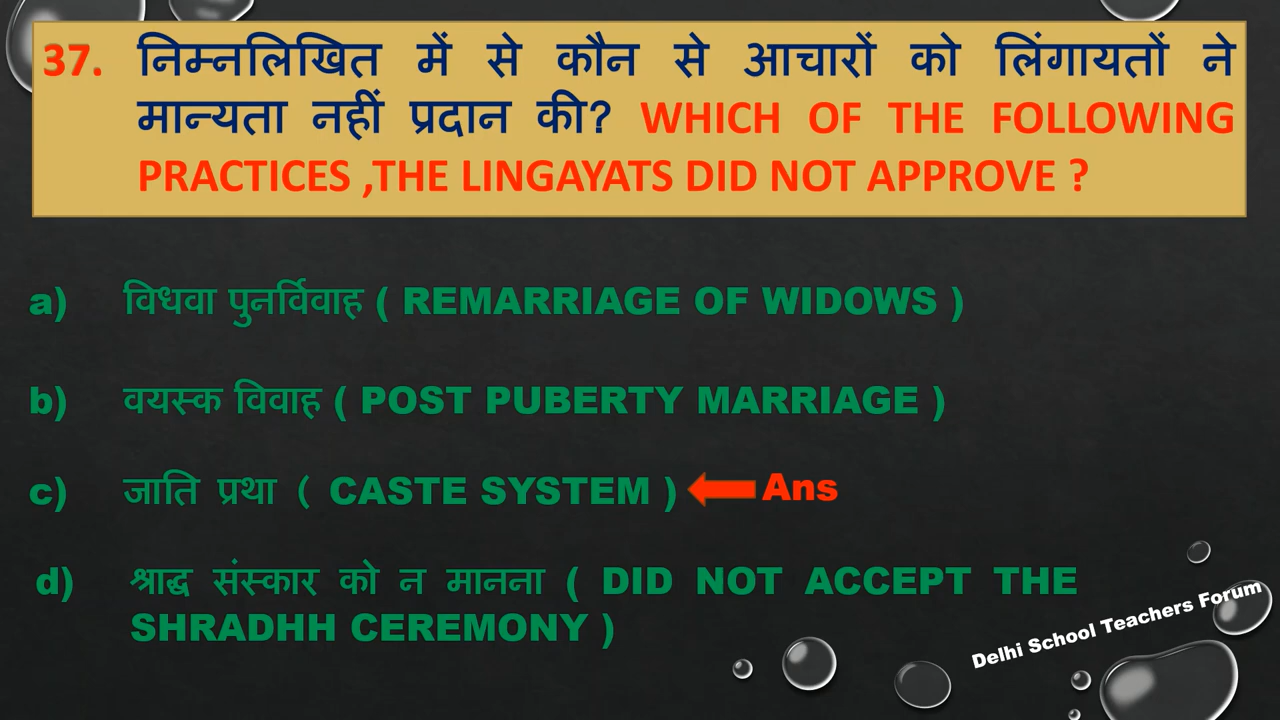 37. निम्नलिखित में से कौन से आचारों को लिंगायतों ने
मान्यता नहीं प्रदान की? WHICH OF THE FOLLOWING
PRACTICES ,THE LINGAYATS DID NOT APPROVE ?
a) विधवा पुनर्विवाह ( REMARRIAGE OF WIDOWS )
b) वयस्क विवाह ( POST PUBERTY MARRIAGE )
c) जाति प्रथा ( CASTE SYSTEM ) Ans
d) श्राद्ध संस्कार को न मानना ( DID NOT ACCEPT THE
SHRADHH CEREMONY )
Delhi School Teachers Forum